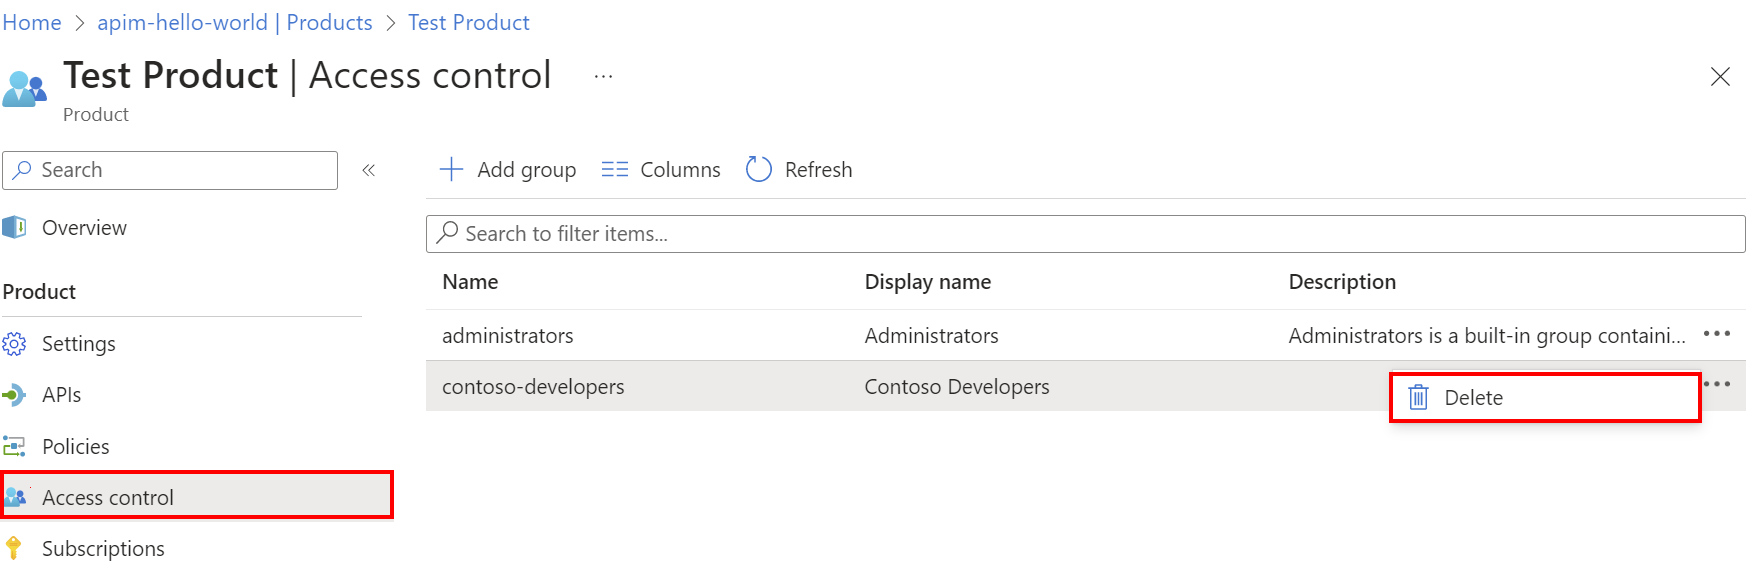 Home > apim-hello-world | Products > Test Product
Test Product | Access control ...
Product
Search «
Add group Columns Refresh
Overview
Search to filter items...
Product
Name Display name Description
Settings
administrators Administrators Administrators is a built-in group containi... •••
APIs
contoso-developers Contoso Developers •••
Delete
Policies
Access control
Subscriptions